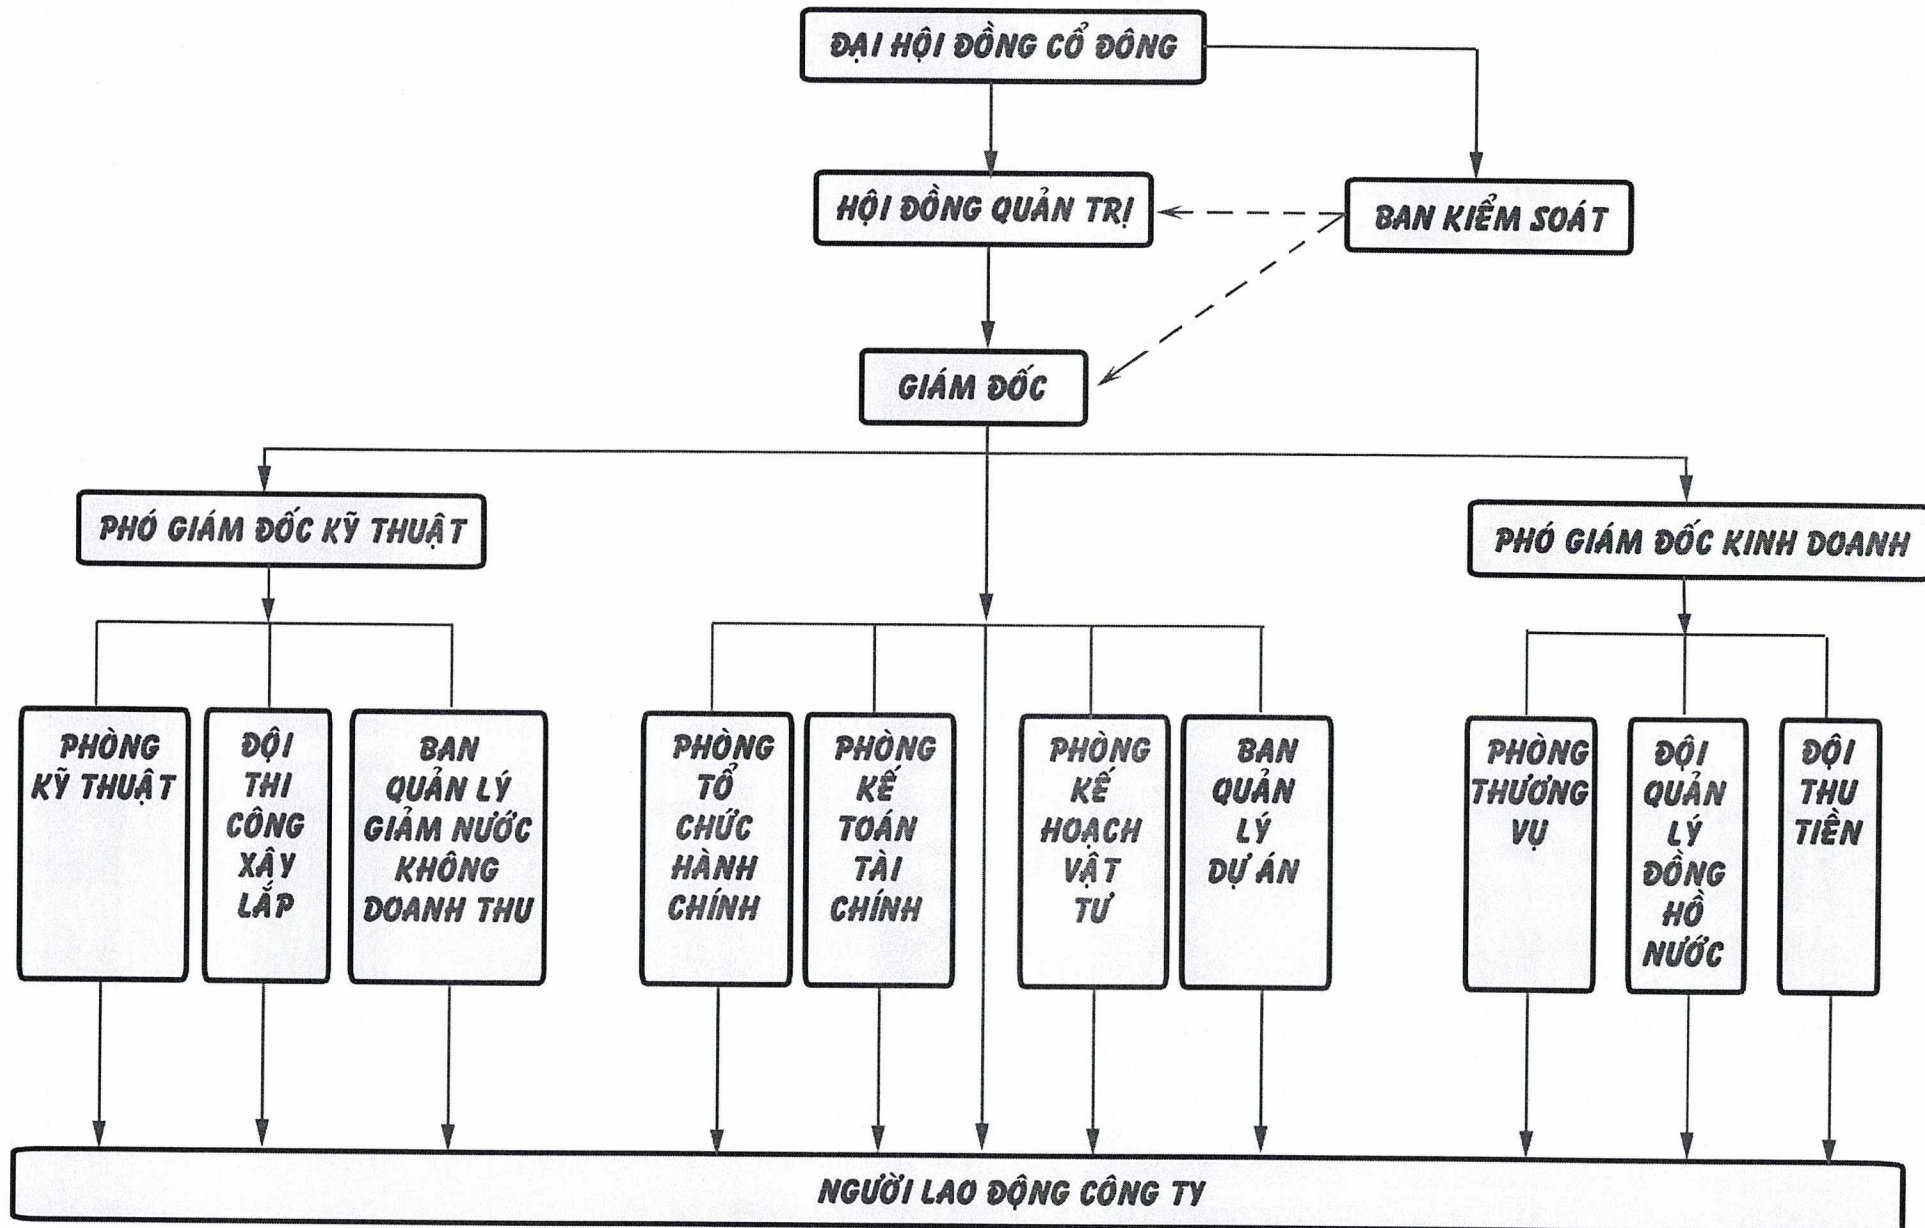 ĐẠI HỘI ĐỒNG CỔ ĐÔNG
HỘI ĐỒNG QUẢN TRỊ
BAN KIỂM SOÁT
GIÁM ĐỐC
PHÓ GIÁM ĐỐC KỸ THUẬT
PHÓ GIÁM ĐỐC KINH DOANH
PHÒNG
KỸ THUẬT
ĐỘI
THI
CÔNG
XÂY
LẮP
BAN
QUẢN LÝ
GIẢM NƯỚC
KHÔNG
DOANH THU
PHÒNG
TỔ
CHỨC
HÀNH
CHÍNH
PHÒNG
KẾ
TOÁN
TÀI
CHÍNH
PHÒNG
KẾ
HOẠCH
VẬT
TƯ
BAN
QUẢN
LÝ
DỰ ÁN
PHÒNG
THƯƠNG
VỤ
ĐỘI
QUẢN
LÝ
ĐỒNG
HỒ
NƯỚC
ĐỘI
THU
TIỀN
NGƯỜI LAO ĐỘNG CÔNG TY